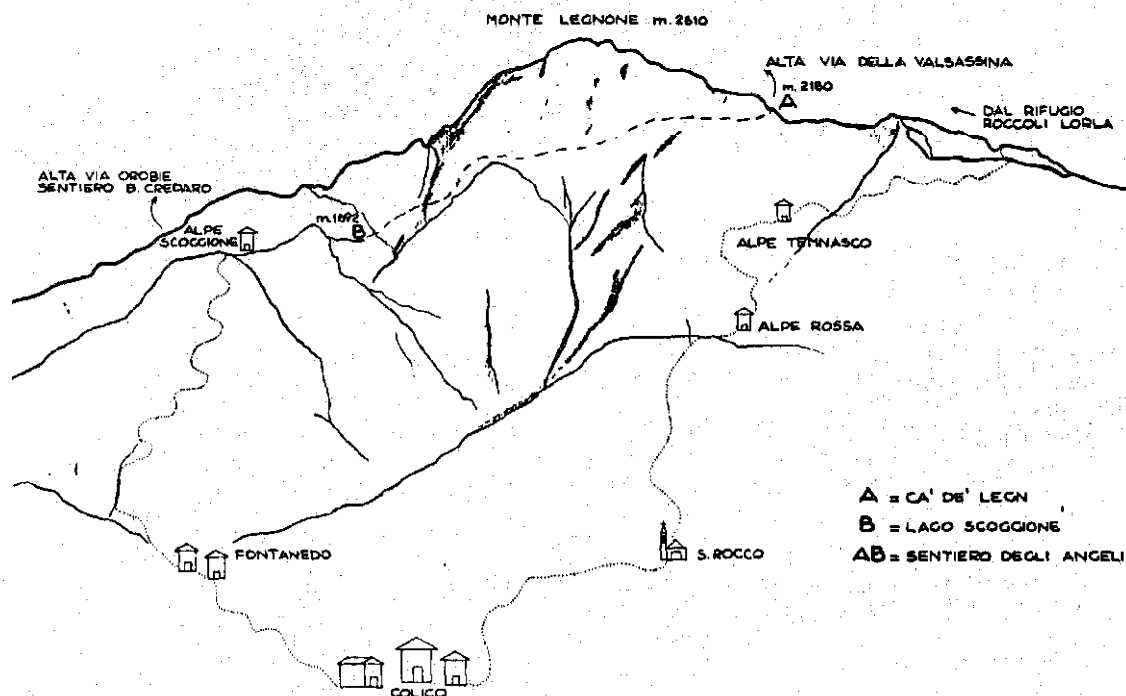 MONTE LEGNONE m. 2610
ALTA VIA DELLA VALSASSINA
m. 2180
A
DAL RIFUGIO
ROCCOLI LORLA
ALTA VIA OROBIE
SENTIERO B. CREDARO
ALPE
SCOGGIONE
m. 1892
B
ALPE TEMNASCO
ALPE ROSSA
A = CA' DE' LEGN
B = LAGO SCOGGIONE
AB = SENTIERO DEGLI ANGELI
FONTANEDO
S. ROCCO
COLICO